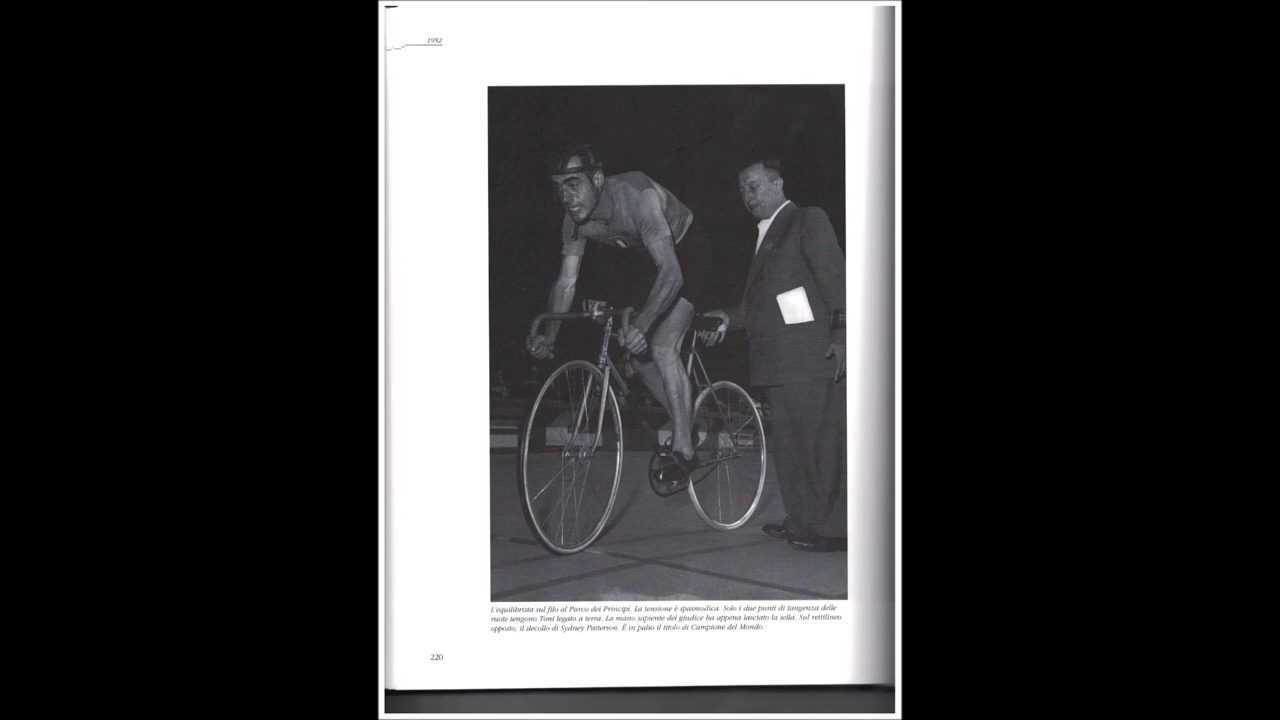 1952
L'equilibrista sul filo al Parco dei Principi. La tensione è spasmodica. Solo i due punti di tangenza delle
ruote tengono Toni legato a terra. La mano sapiente del giudice ha appena lasciato la sella. Sul rettilineo
opposto, il decollo di Sydney Patterson. È in palio il titolo di Campione del Mondo.
220